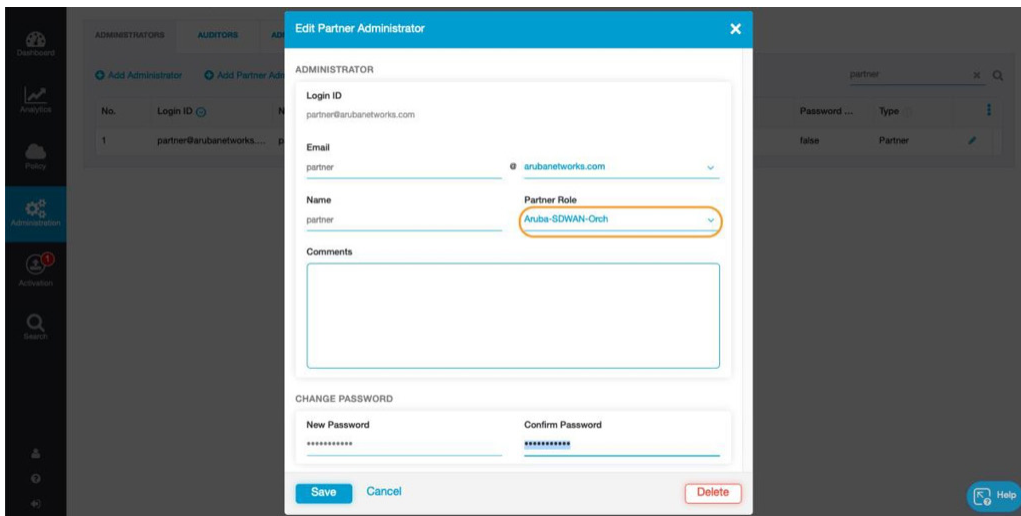 Dashboard
Analytics
Policy
Administration
1
Activation
Search
ADMINISTRATORS AUDITORS
Add Administrator Add Partner
partner
No. Login ID Password ... Type
1 partner@arubanetworks.... false Partner
Edit Partner Administrator
ADMINISTRATOR
Login ID
partner@arubanetworks.com
Email
partner @ arubanetworks.com
Name Partner Role
partner Aruba-SDWAN-Orch
Comments
CHANGE PASSWORD
New Password Confirm Password
••••••••••• •••••••••••
Save Cancel Delete
Help